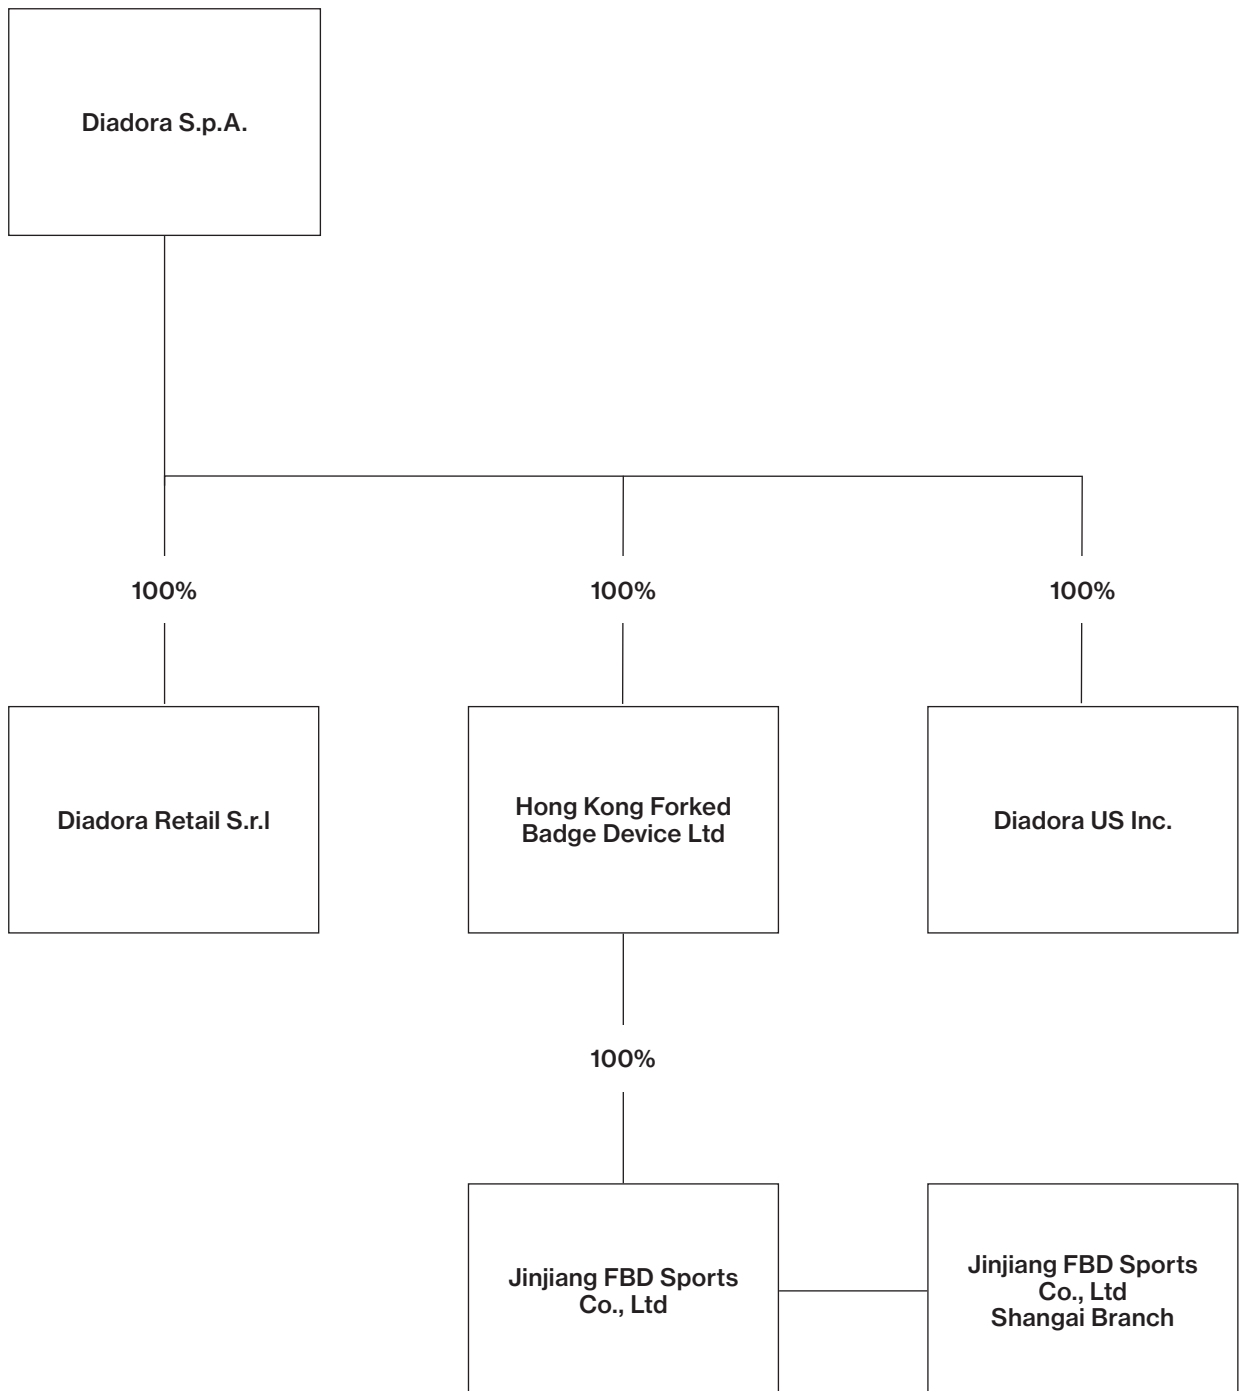 Diadora S.p.A.
100%
100%
100%
Diadora Retail S.r.l
Hong Kong Forked
Badge Device Ltd
Diadora US Inc.
100%
Jinjiang FBD Sports
Co., Ltd
Jinjiang FBD Sports
Co., Ltd
Shangai Branch